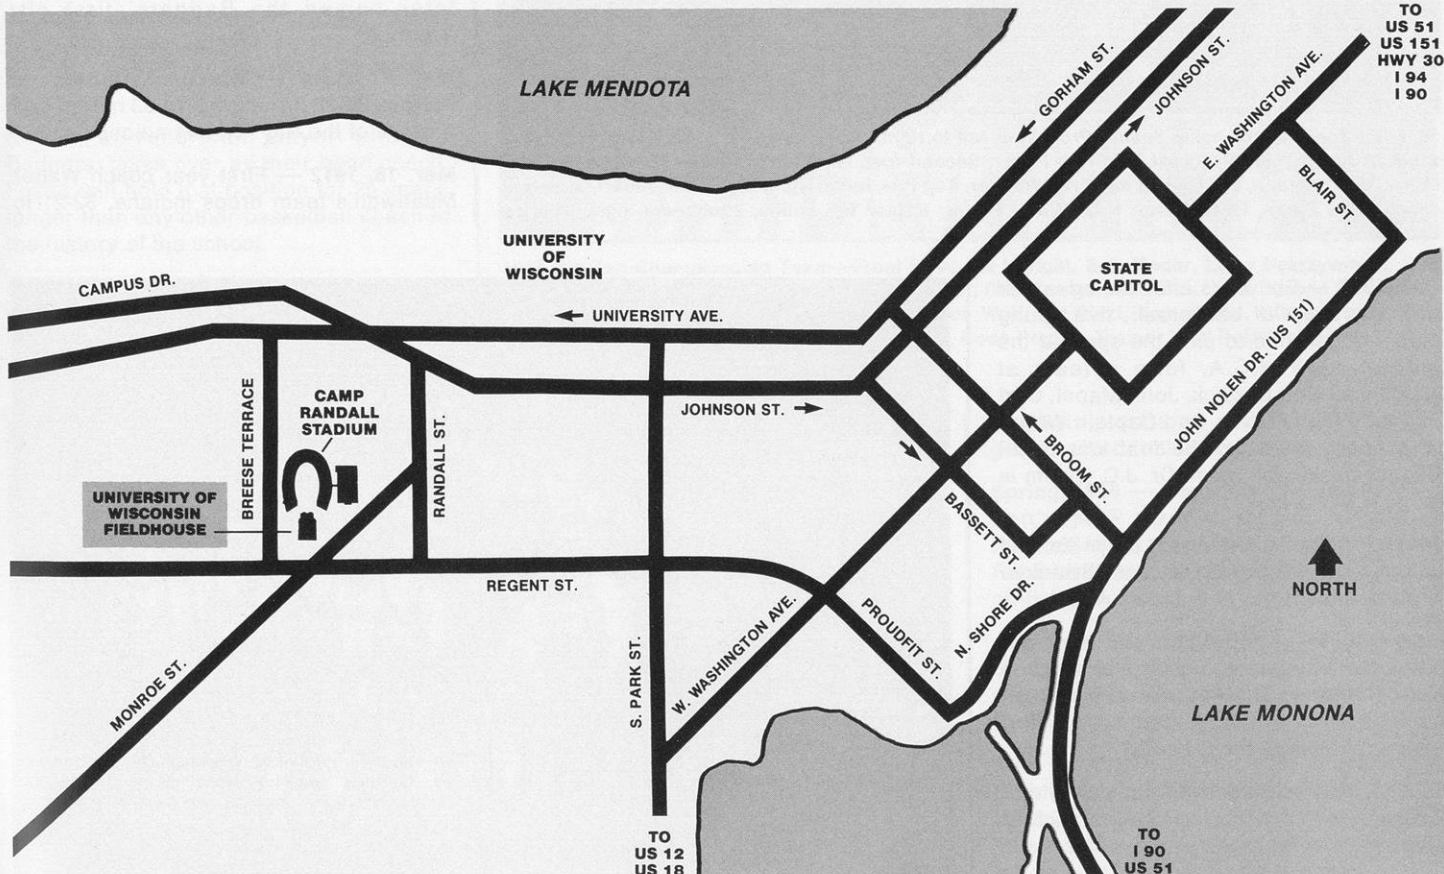 TO
US 51
US 151
HWY 30
I 94
I 90
LAKE MENDOTA
GORHAM ST.
JOHNSON ST.
E. WASHINGTON AVE.
BLAIR ST.
UNIVERSITY
OF
WISCONSIN
STATE
CAPITOL
CAMPUS DR.
UNIVERSITY AVE.
JOHN NOLEN DR. (US 151)
BREESE TERRACE
CAMP
RANDALL
STADIUM
RANDALL ST.
JOHNSON ST.
BROOM ST.
UNIVERSITY OF
WISCONSIN
FIELDHOUSE
BASSETT ST.
REGENT ST.
NORTH
MONROE ST.
S. PARK ST.
W. WASHINGTON AVE.
PROUDFIT ST.
N. SHORE DR.
LAKE MONONA
TO
US 12
US 18
TO
I 90
US 51